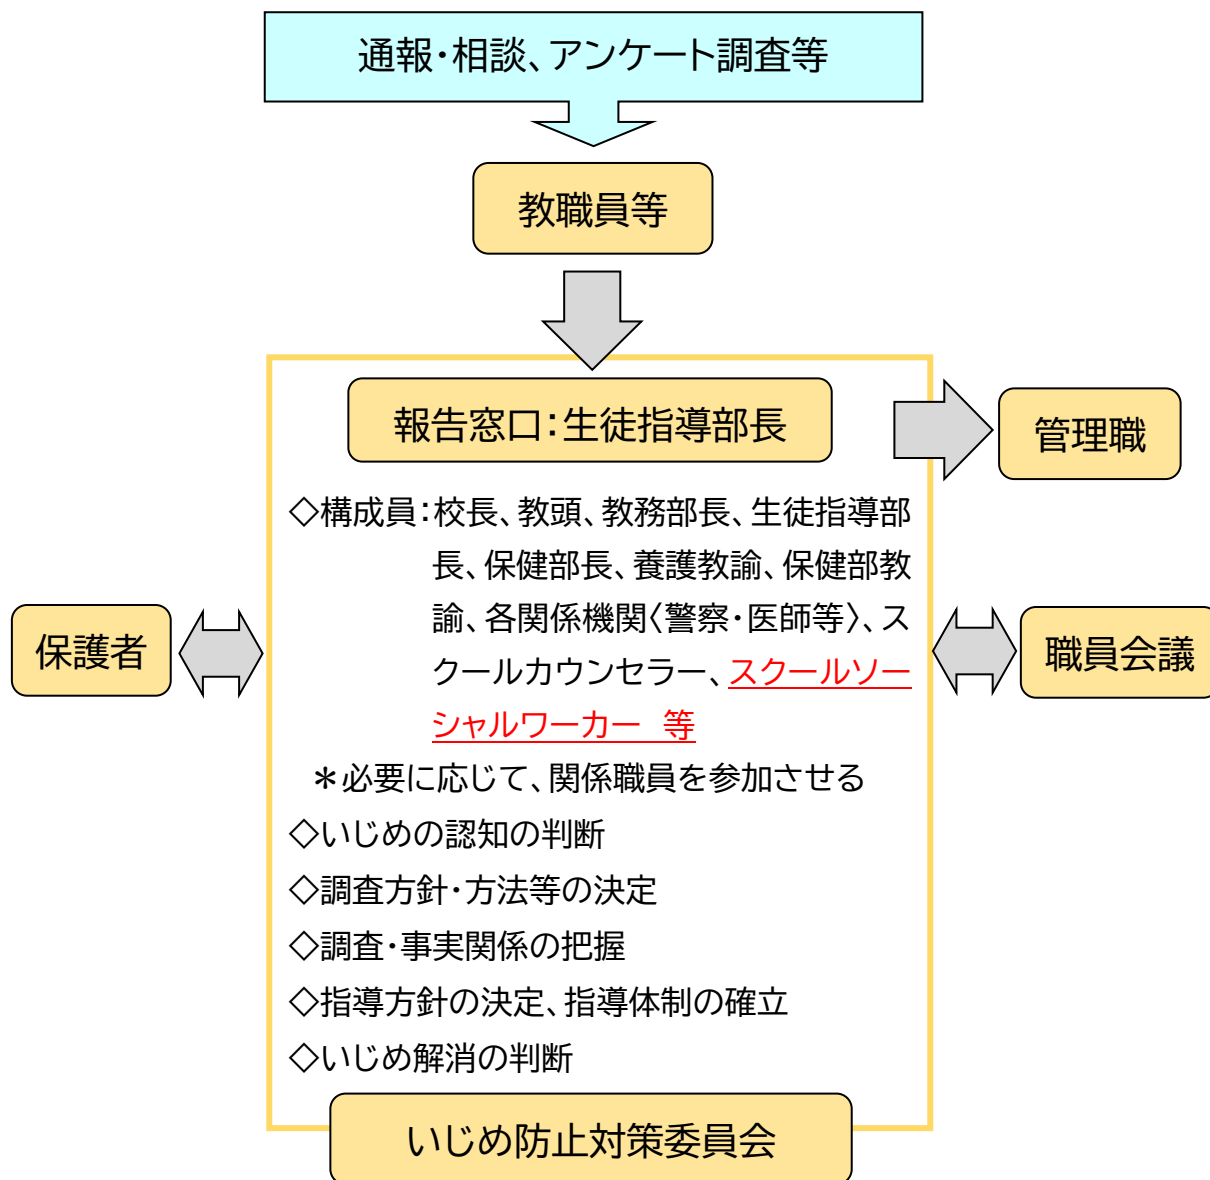 通報・相談、アンケート調査等
教職員等
報告窓口：生徒指導部長
管理職
◇構成員：校長、教頭、教務部長、生徒指導部
長、保健部長、養護教諭、保健部教
諭、各関係機関〈警察・医師等〉、ス
クールカウンセラー、スクールソー
シャルワーカー　等
＊必要に応じて、関係職員を参加させる
◇いじめの認知の判断
◇調査方針・方法等の決定
◇調査・事実関係の把握
◇指導方針の決定、指導体制の確立
◇いじめ解消の判断
保護者
職員会議
いじめ防止対策委員会